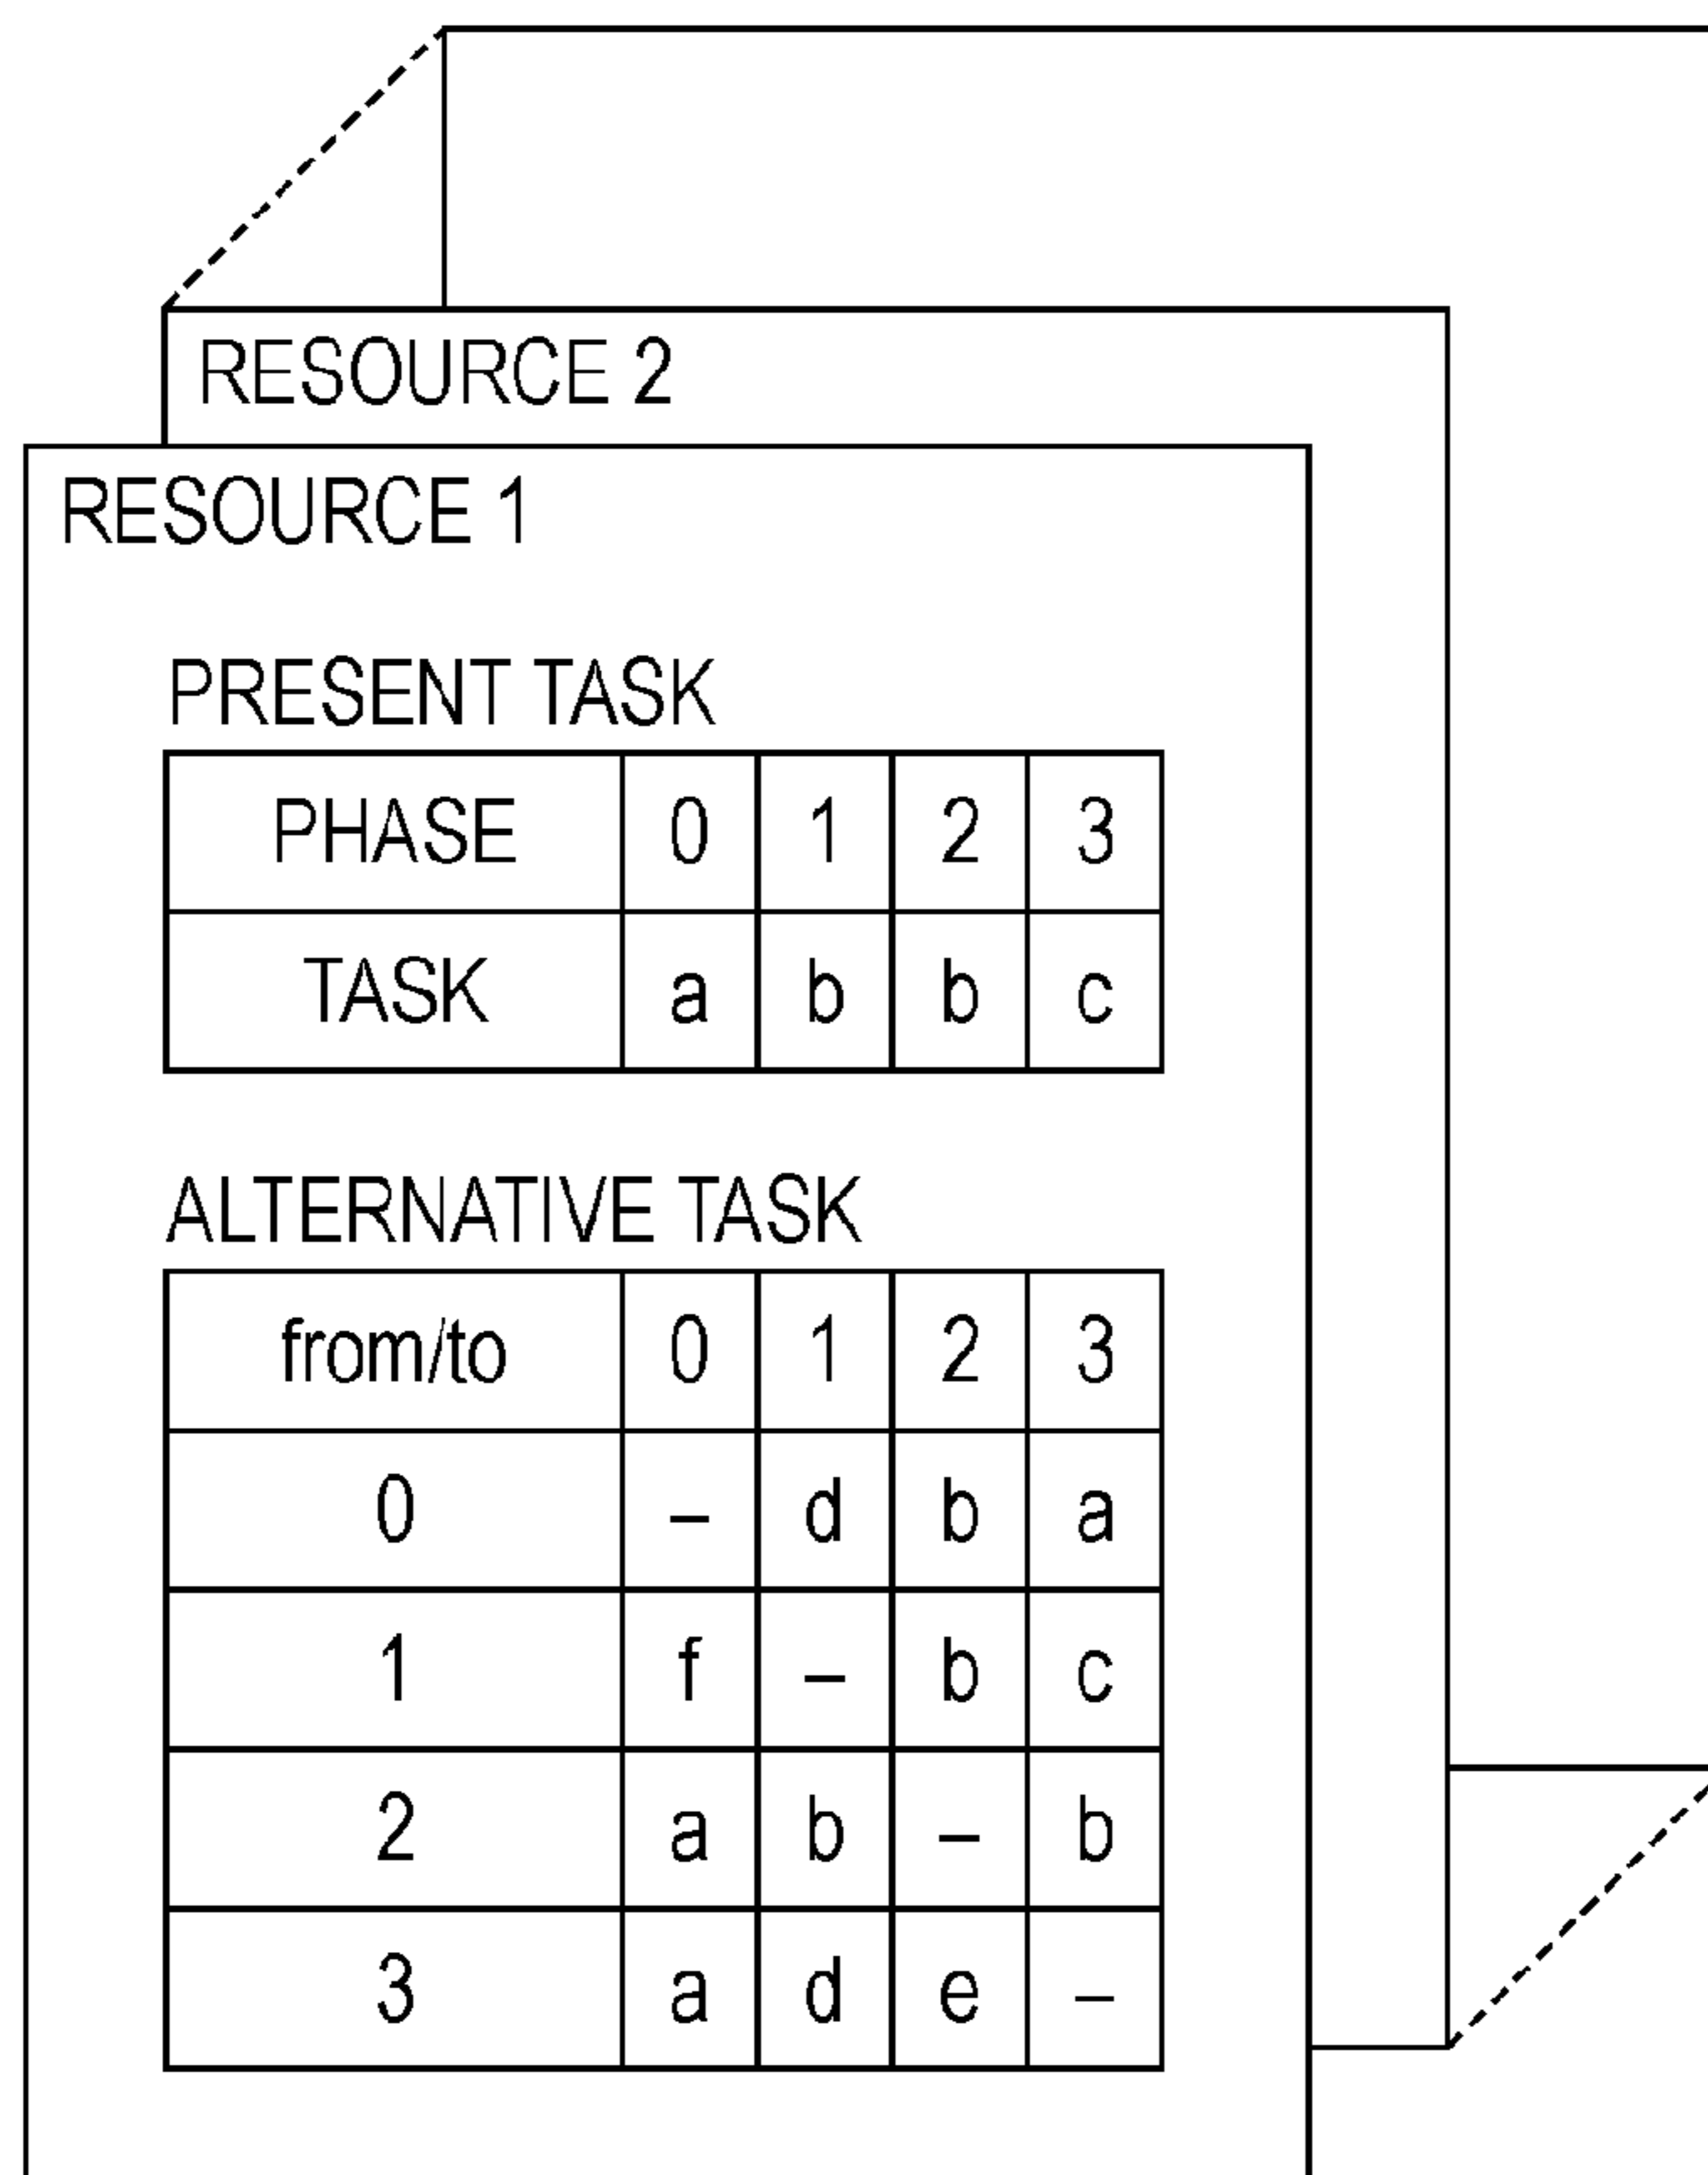 RESOURCE 2
RESOURCE 1
PRESENT TASK
PHASE 0 1 2 3
TASK a b b c
ALTERNATIVE TASK
from/to 0 1 2 3
0 – d b a
1 f – b c
2 a b – b
3 a d e –